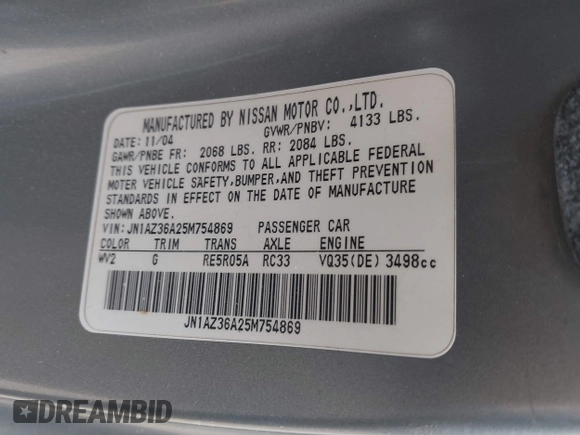 MANUFACTURED BY NISSAN MOTOR CO.,LTD.
DATE: 11/04 GVWR/PNBV: 4133 LBS.
GAWR/PNBE FR: 2068 LBS. RR: 2084 LBS.
THIS VEHICLE CONFORMS TO ALL APPLICABLE FEDERAL
MOTOR VEHICLE SAFETY,BUMPER,AND THEFT PREVENTION
STANDARDS IN EFFECT ON THE DATE OF MANUFACTURE
SHOWN ABOVE.
VIN: JN1AZ36A25M754869 PASSENGER CAR
COLOR TRIM TRANS AXLE ENGINE
WV2 G RE5R05A RC33 VQ35(DE) 3498cc
JN1AZ36A25M754869
DREAMBID